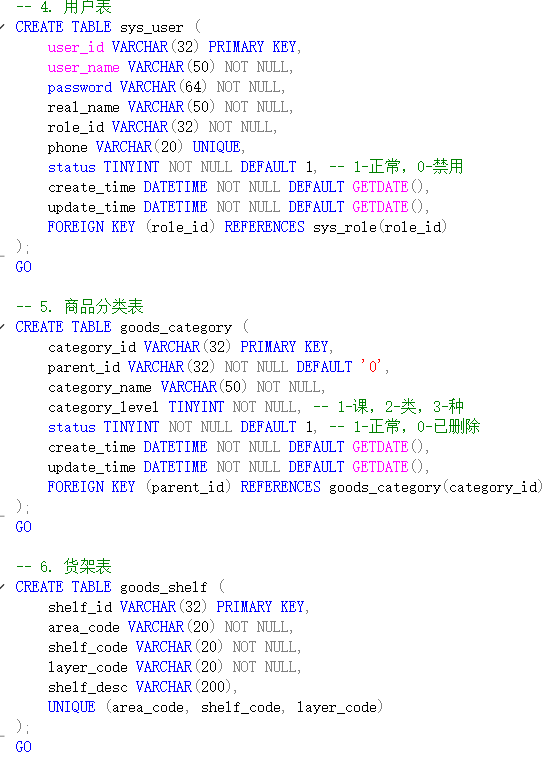 -- 4. 用户表
CREATE TABLE sys_user (
user_id VARCHAR(32) PRIMARY KEY,
user_name VARCHAR(50) NOT NULL,
password VARCHAR(64) NOT NULL,
real_name VARCHAR(50) NOT NULL,
role_id VARCHAR(32) NOT NULL,
phone VARCHAR(20) UNIQUE,
status TINYINT NOT NULL DEFAULT 1, -- 1-正常，0-禁用
create_time DATETIME NOT NULL DEFAULT GETDATE(),
update_time DATETIME NOT NULL DEFAULT GETDATE(),
FOREIGN KEY (role_id) REFERENCES sys_role(role_id)
);
GO
-- 5. 商品分类表
CREATE TABLE goods_category (
category_id VARCHAR(32) PRIMARY KEY,
parent_id VARCHAR(32) NOT NULL DEFAULT '0',
category_name VARCHAR(50) NOT NULL,
category_level TINYINT NOT NULL, -- 1-课，2-类，3-种
status TINYINT NOT NULL DEFAULT 1, -- 1-正常，0-已删除
create_time DATETIME NOT NULL DEFAULT GETDATE(),
update_time DATETIME NOT NULL DEFAULT GETDATE(),
FOREIGN KEY (parent_id) REFERENCES goods_category(category_id)
);
GO
-- 6. 货架表
CREATE TABLE goods_shelf (
shelf_id VARCHAR(32) PRIMARY KEY,
area_code VARCHAR(20) NOT NULL,
shelf_code VARCHAR(20) NOT NULL,
layer_code VARCHAR(20) NOT NULL,
shelf_desc VARCHAR(200),
UNIQUE (area_code, shelf_code, layer_code)
);
GO